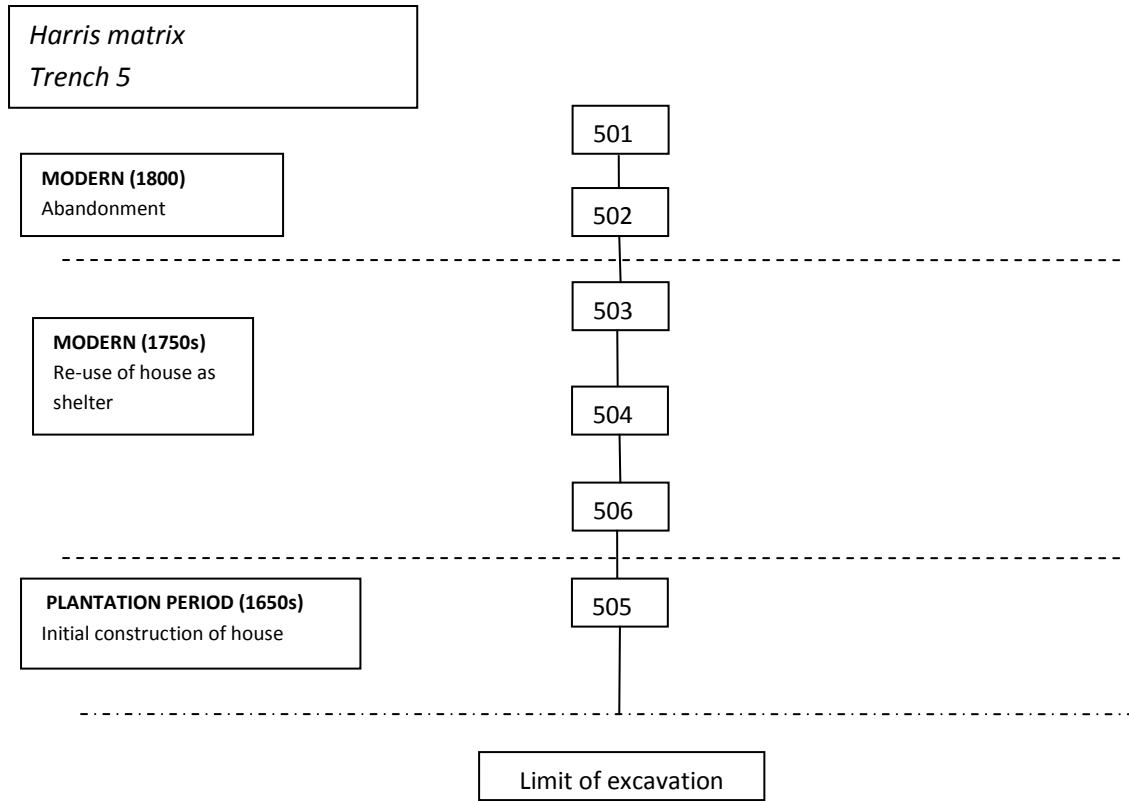 Harris matrix
Trench 5
501
MODERN (1800)
Abandonment
502
503
MODERN (1750s)
Re-use of house as
shelter
504
506
PLANTATION PERIOD (1650s)
Initial construction of house
505
Limit of excavation